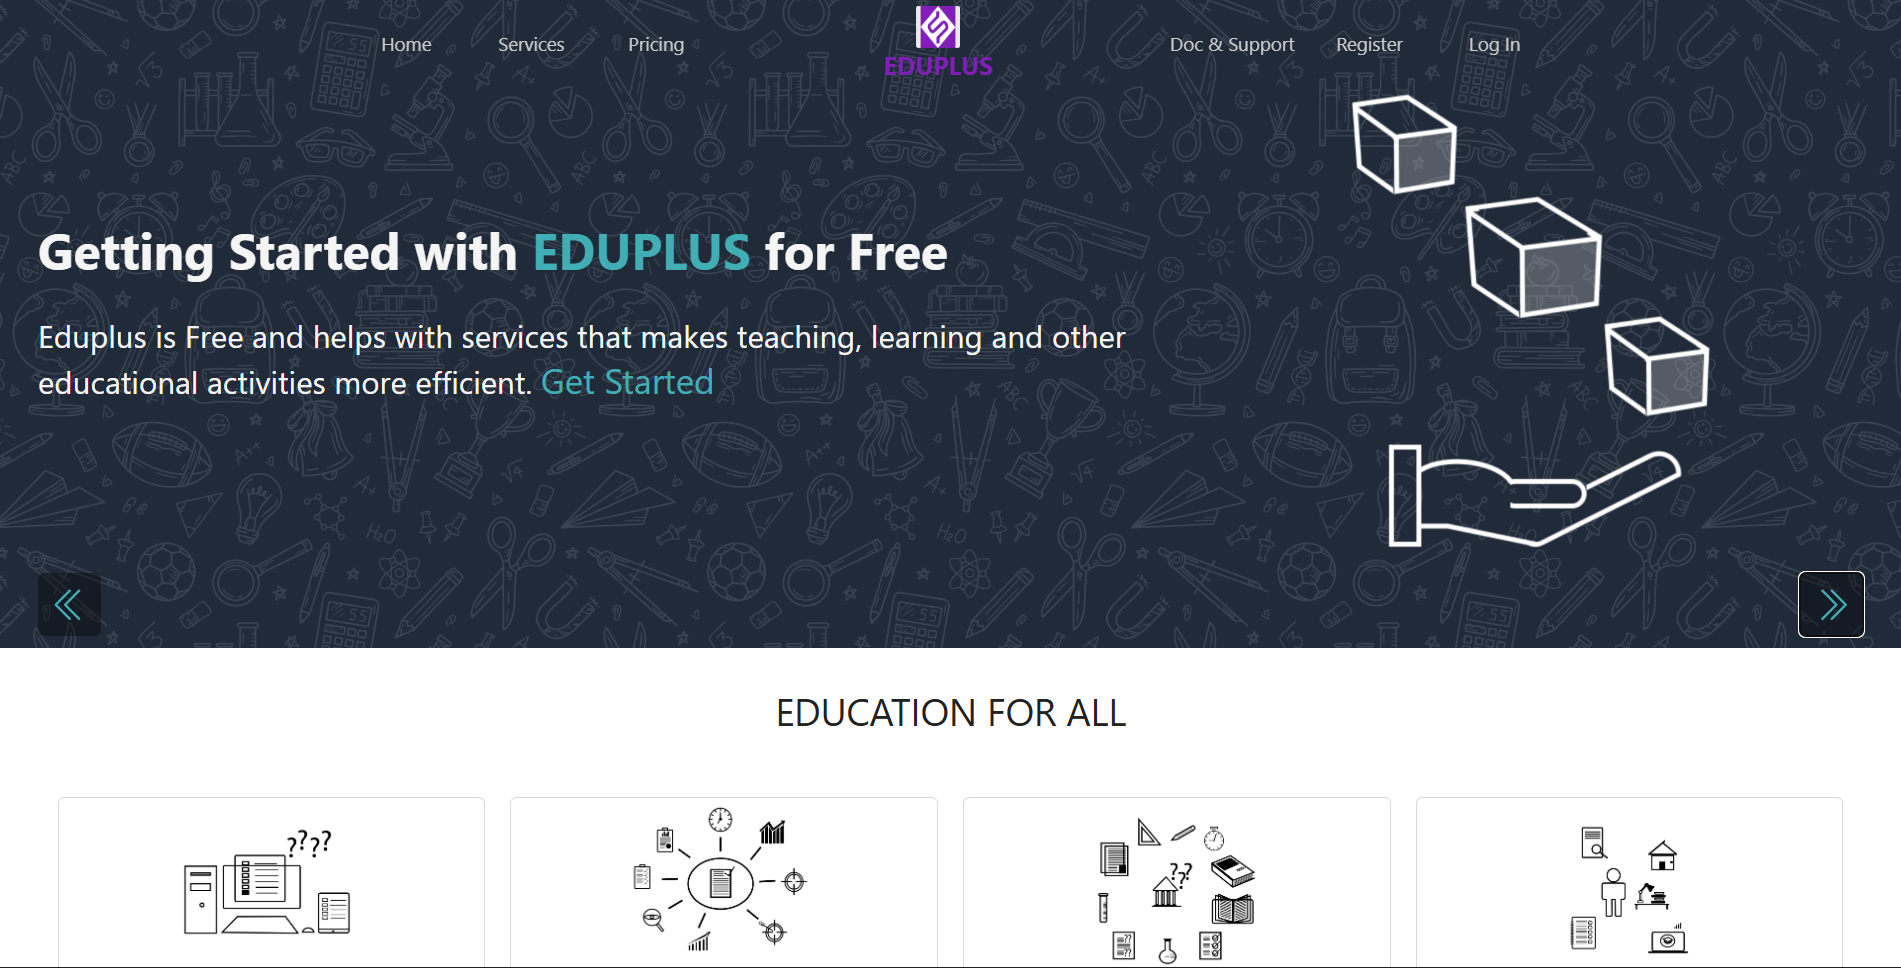 Home Services Pricing
EDUPLUS
Doc & Support Register Log In
Getting Started with EDUPLUS for Free
Eduplus is Free and helps with services that makes teaching, learning and other
educational activities more efficient. Get Started
EDUCATION FOR ALL
????
??
??